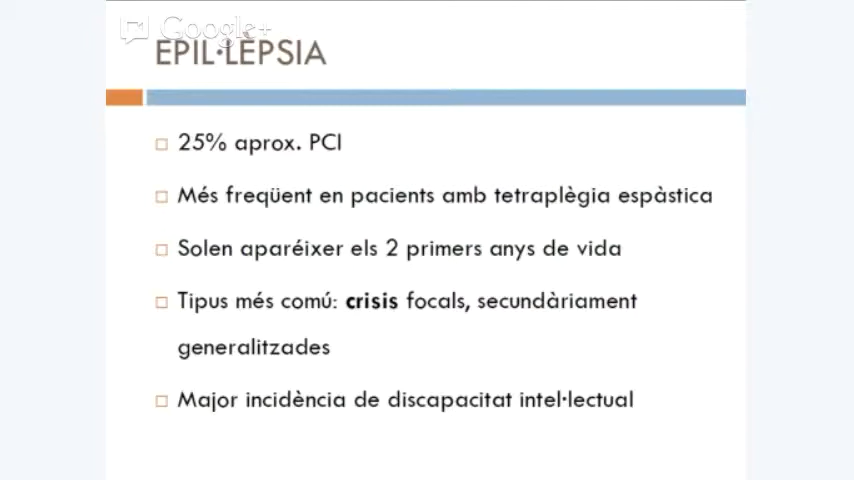 Google+
EPIL·LÈPSIA
25% aprox. PCI
Més freqüent en pacients amb tetraplègia espàstica
Solen aparéixer els 2 primers anys de vida
Tipus més comú: crisis focals, secundàriament
generalitzades
Major incidència de discapacitat intel·lectual